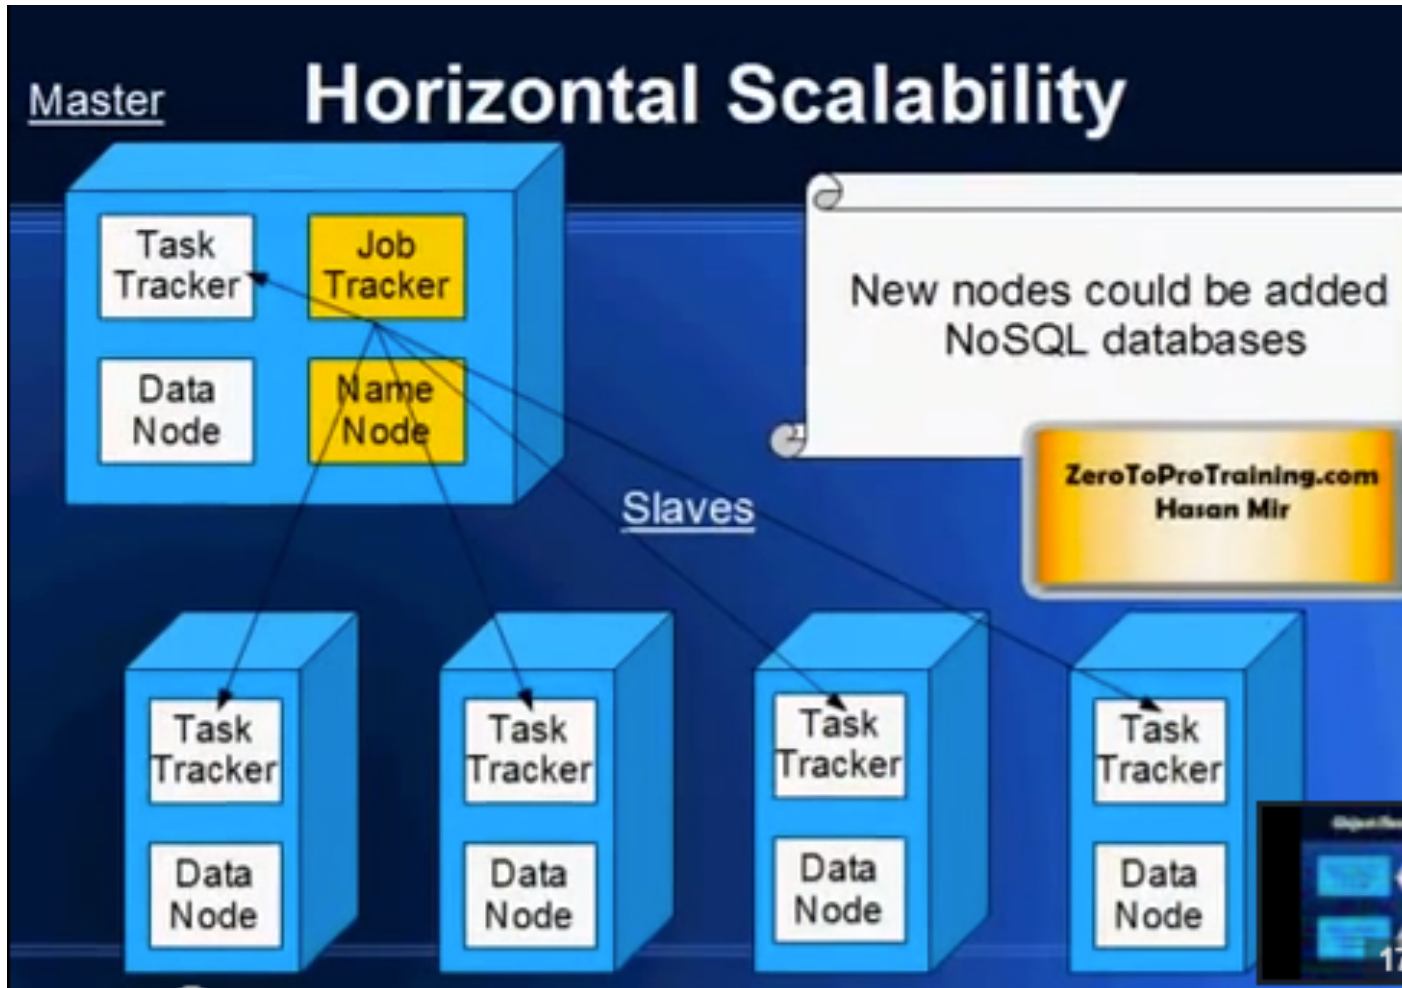 Master
Horizontal Scalability
Task
Tracker
Job
Tracker
Data
Node
Name
Node
New nodes could be added
NoSQL databases
ZeroToProTraining.com
Hasan Mir
Slaves
Task
Tracker
Data
Node
Task
Tracker
Data
Node
Task
Tracker
Data
Node
Task
Tracker
Data
Node